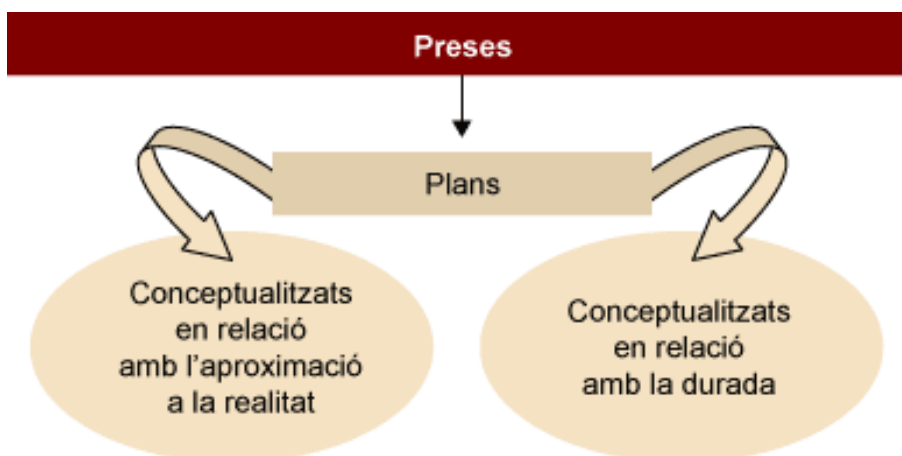 Preses
Plans
Conceptualitzats
en relació
amb l’aproximació
a la realitat
Conceptualitzats
en relació
amb la durada